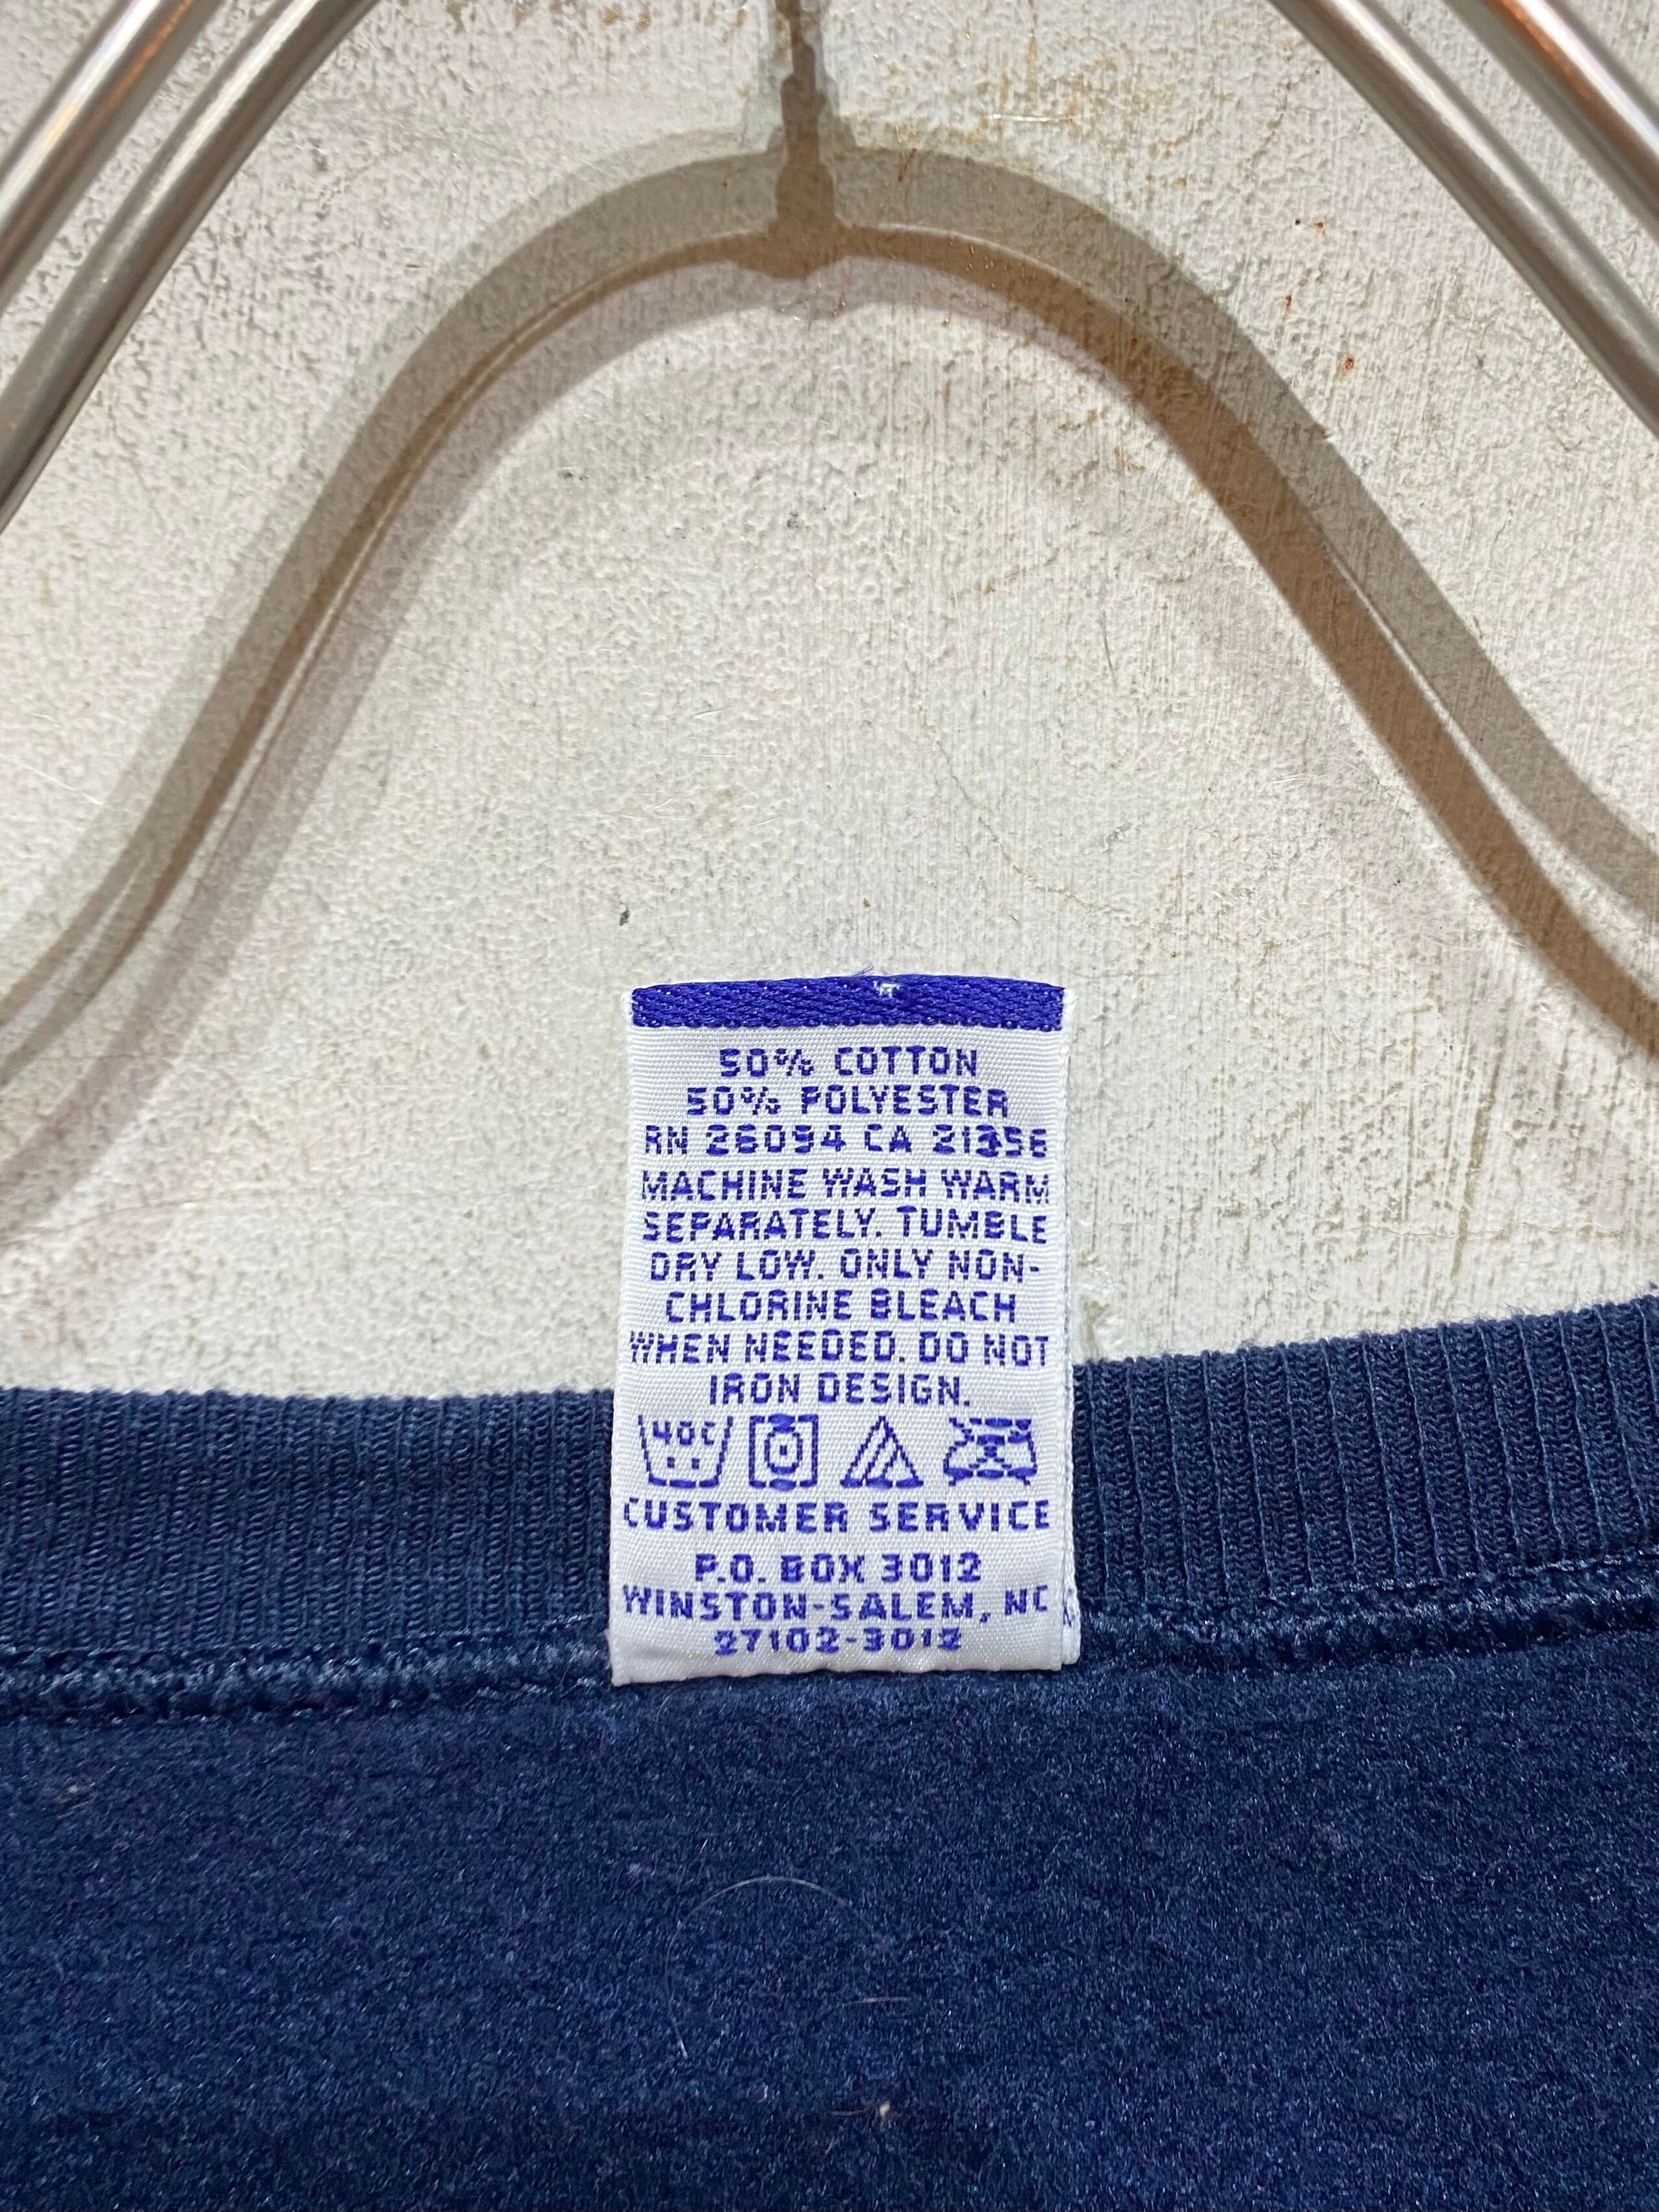 50% COTTON
50% POLYESTER
RN 26094 CA 21356
MACHINE WASH WARM
SEPARATELY. TUMBLE
DRY LOW. ONLY NON-
CHLORINE BLEACH
WHEN NEEDED. DO NOT
IRON DESIGN.
40C
CUSTOMER SERVICE
P.O. BOX 3012
WINSTON-SALEM, NC
27102-3012